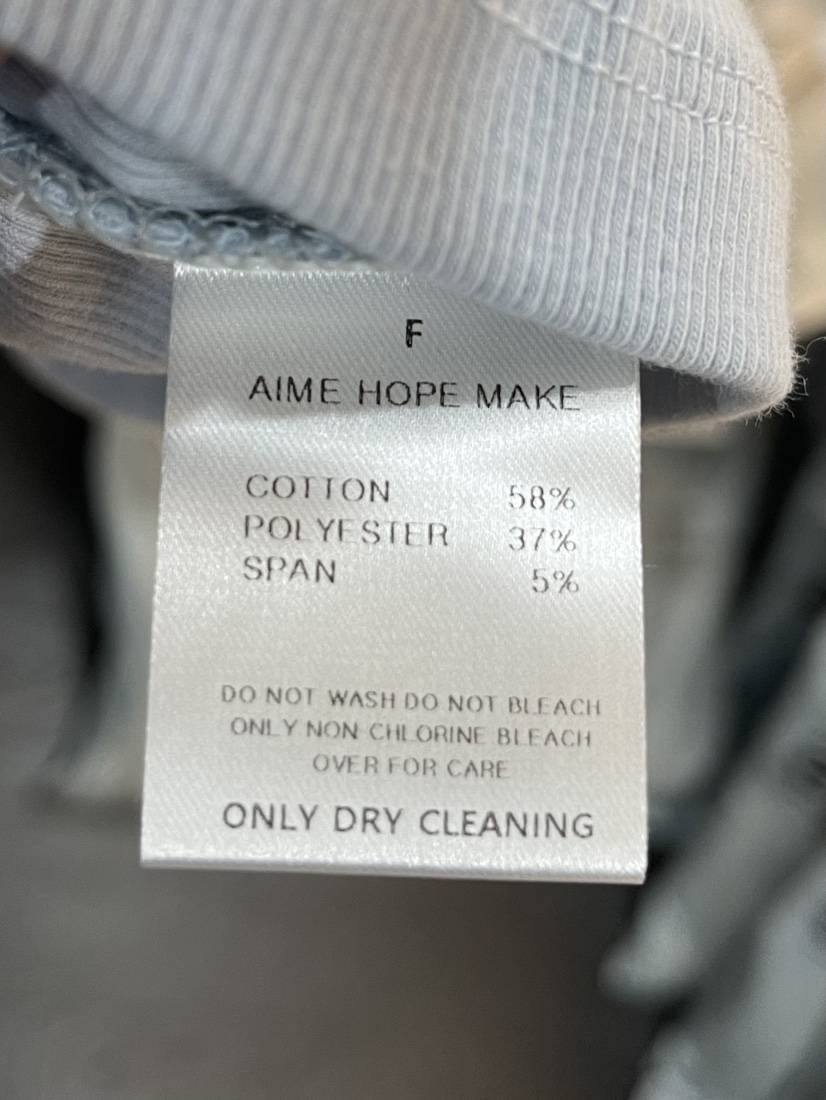 F
AIME HOPE MAKE
COTTON 58%
POLYESTER 37%
SPAN 5%
DO NOT WASH DO NOT BLEACH
ONLY NON CHLORINE BLEACH
OVER FOR CARE
ONLY DRY CLEANING